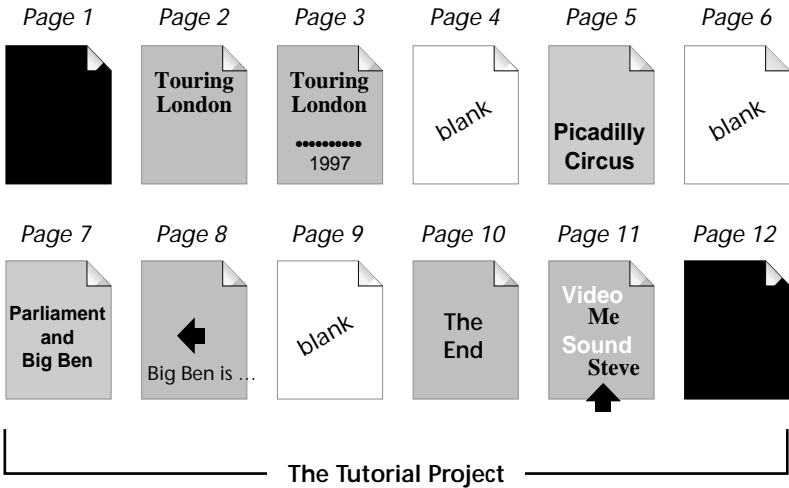 Page 1 Page 2 Page 3 Page 4 Page 5 Page 6
Touring
London
Touring
London
••••••••••
1997
blank
Picadilly
Circus
blank
Page 7 Page 8 Page 9 Page 10 Page 11 Page 12
Parliament
and
Big Ben
Big Ben is …
blank
The
End
Video
Me
Sound
Steve
The Tutorial Project